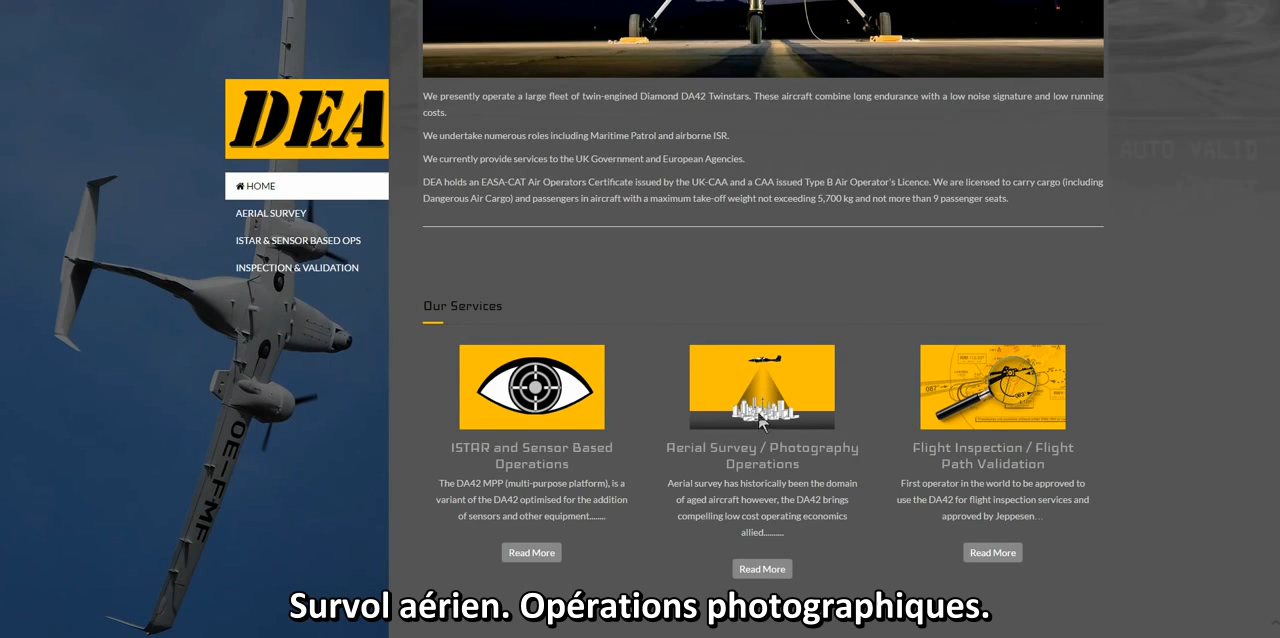 DEA
HOME
AERIAL SURVEY
ISTAR & SENSOR BASED OPS
INSPECTION & VALIDATION
OE-FMF
AUTO VALID
We presently operate a large fleet of twin-engined Diamond DA42 Twinstars. These aircraft combine long endurance with a low noise signature and low running
costs.
We undertake numerous roles including Maritime Patrol and airborne ISR.
We currently provide services to the UK Government and European Agencies.
DEA holds an EASA-CAT Air Operators Certificate issued by the UK-CAA and a CAA issued Type B Air Operator's Licence. We are licensed to carry cargo (including
Dangerous Air Cargo) and passengers in aircraft with a maximum take-off weight not exceeding 5,700 kg and not more than 9 passenger seats.
Our Services
ISTAR and Sensor Based
Operations
The DA42 MPP (multi-purpose platform), is a
variant of the DA42 optimised for the addition
of sensors and other equipment........
Read More
Aerial Survey / Photography
Operations
Aerial survey has historically been the domain
of aged aircraft however, the DA42 brings
compelling low cost operating economics
allied..........
Read More
087°
083°
Flight Inspection / Flight
Path Validation
First operator in the world to be approved to
use the DA42 for flight inspection services and
approved by Jeppesen…
Read More
Survol aérien. Opérations photographiques.